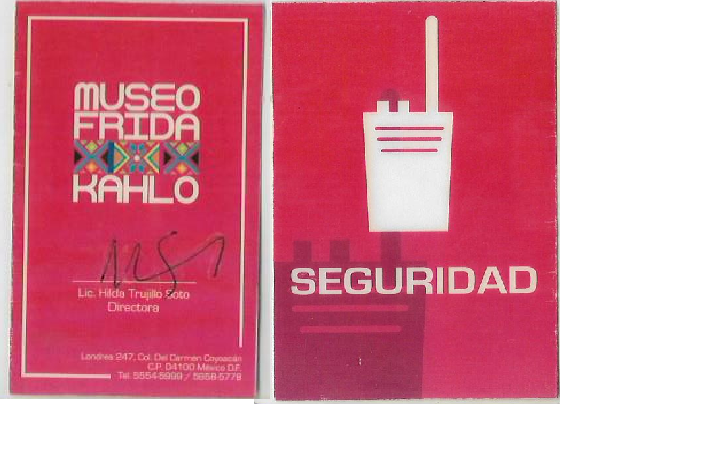 MUSEO
FRIDA
KAHLO
Lic. Hilda Trujillo Soto
Directora
Londres 247, Col. Del Carmen Coyoacán
C.P. 04100 México D.F.
Tel. 5554-5999 / 5658-5778
SEGURIDAD